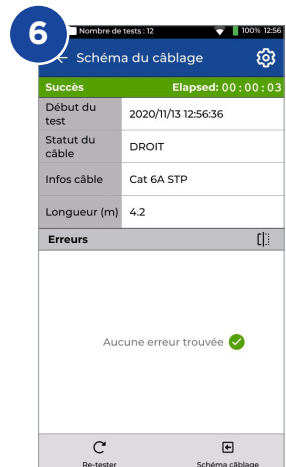 6
Nombre de tests : 12
100% 12:56
Schéma du câblage
Succès
Elapsed: 00:00:03
Début du
test
2020/11/13 12:56:36
Statut du
câble
DROIT
Infos câble
Cat 6A STP
Longueur (m)
4.2
Erreurs
Aucune erreur trouvée
Re-tester
Schéma câblage